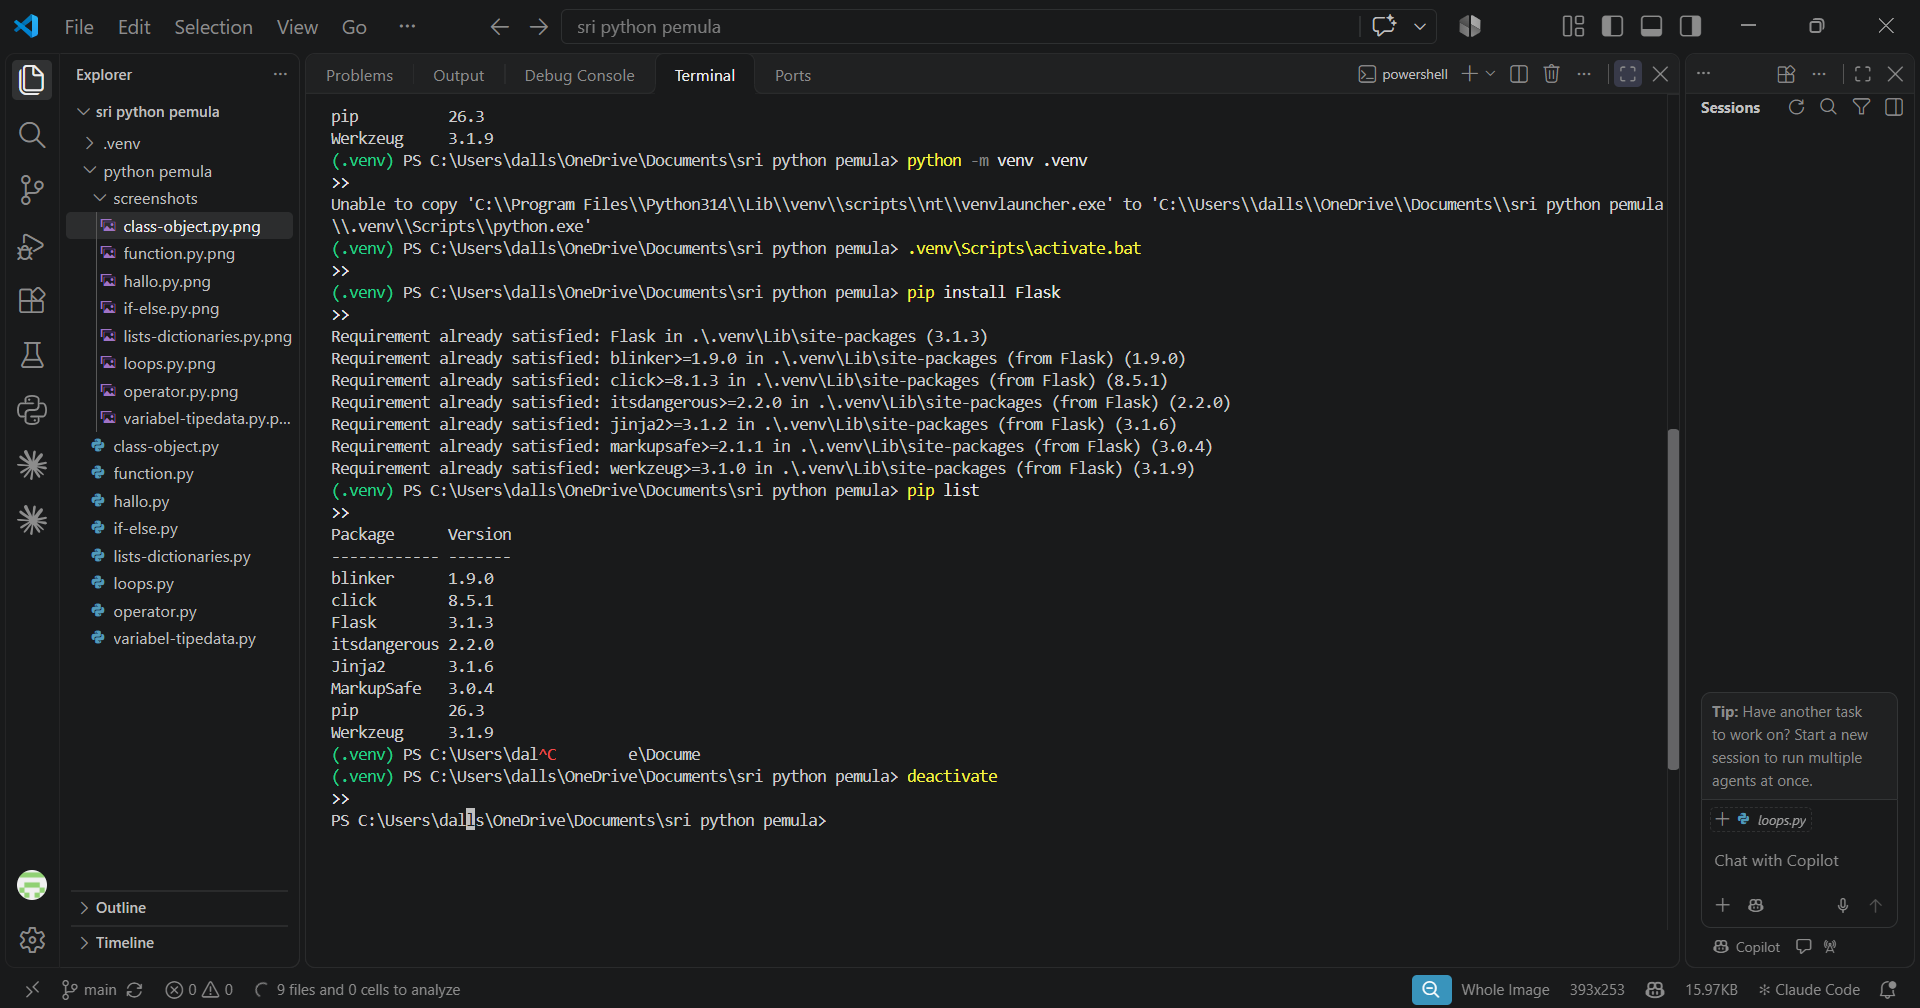 File Edit Selection View Go ···
sri python pemula
Explorer
sri python pemula
.venv
python pemula
screenshots
class-object.py.png
function.py.png
hallo.py.png
if-else.py.png
lists-dictionaries.py.png
loops.py.png
operator.py.png
variabel-tipedata.py.p...
class-object.py
function.py
hallo.py
if-else.py
lists-dictionaries.py
loops.py
operator.py
variabel-tipedata.py
Outline
Timeline
Problems Output Debug Console Terminal Ports
powershell
pip 26.3
Werkzeug 3.1.9
(.venv) PS C:\Users\dalls\OneDrive\Documents\sri python pemula> python -m venv .venv
>>
Unable to copy 'C:\\Program Files\\Python314\\Lib\\venv\\scripts\\nt\\venvlauncher.exe' to 'C:\\Users\\dalls\\OneDrive\\Documents\\sri python pemula
\\.venv\\Scripts\\python.exe'
(.venv) PS C:\Users\dalls\OneDrive\Documents\sri python pemula> .venv\Scripts\activate.bat
>>
(.venv) PS C:\Users\dalls\OneDrive\Documents\sri python pemula> pip install Flask
>>
Requirement already satisfied: Flask in .\.venv\Lib\site-packages (3.1.3)
Requirement already satisfied: blinker>=1.9.0 in .\.venv\Lib\site-packages (from Flask) (1.9.0)
Requirement already satisfied: click>=8.1.3 in .\.venv\Lib\site-packages (from Flask) (8.5.1)
Requirement already satisfied: itsdangerous>=2.2.0 in .\.venv\Lib\site-packages (from Flask) (2.2.0)
Requirement already satisfied: jinja2>=3.1.2 in .\.venv\Lib\site-packages (from Flask) (3.1.6)
Requirement already satisfied: markupsafe>=2.1.1 in .\.venv\Lib\site-packages (from Flask) (3.0.4)
Requirement already satisfied: werkzeug>=3.1.0 in .\.venv\Lib\site-packages (from Flask) (3.1.9)
(.venv) PS C:\Users\dalls\OneDrive\Documents\sri python pemula> pip list
>>
Package Version
------------ -------
blinker 1.9.0
click 8.5.1
Flask 3.1.3
itsdangerous 2.2.0
Jinja2 3.1.6
MarkupSafe 3.0.4
pip 26.3
Werkzeug 3.1.9
(.venv) PS C:\Users\dal^C e\Docume
(.venv) PS C:\Users\dalls\OneDrive\Documents\sri python pemula> deactivate
>>
PS C:\Users\dalls\OneDrive\Documents\sri python pemula>
Sessions
Tip: Have another task
to work on? Start a new
session to run multiple
agents at once.
loops.py
Chat with Copilot
Copilot
main 0 0 9 files and 0 cells to analyze
Whole Image 393x253 15.97KB Claude Code